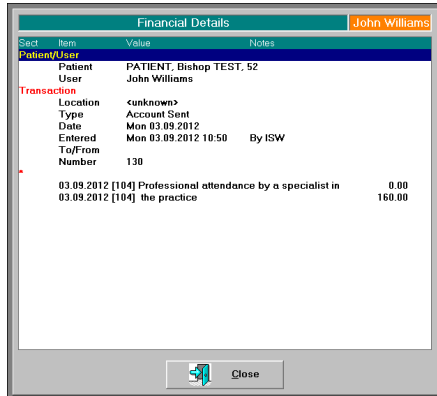 Financial Details John Williams
Sect Item Value Notes
Patient/User
Patient PATIENT, Bishop TEST, 52
User John Williams
Transaction
Location <unknown>
Type Account Sent
Date Mon 03.09.2012
Entered Mon 03.09.2012 10:50 By ISW
To/From
Number 130
03.09.2012 [104] Professional attendance by a specialist in 0.00
03.09.2012 [104] the practice 160.00
Close